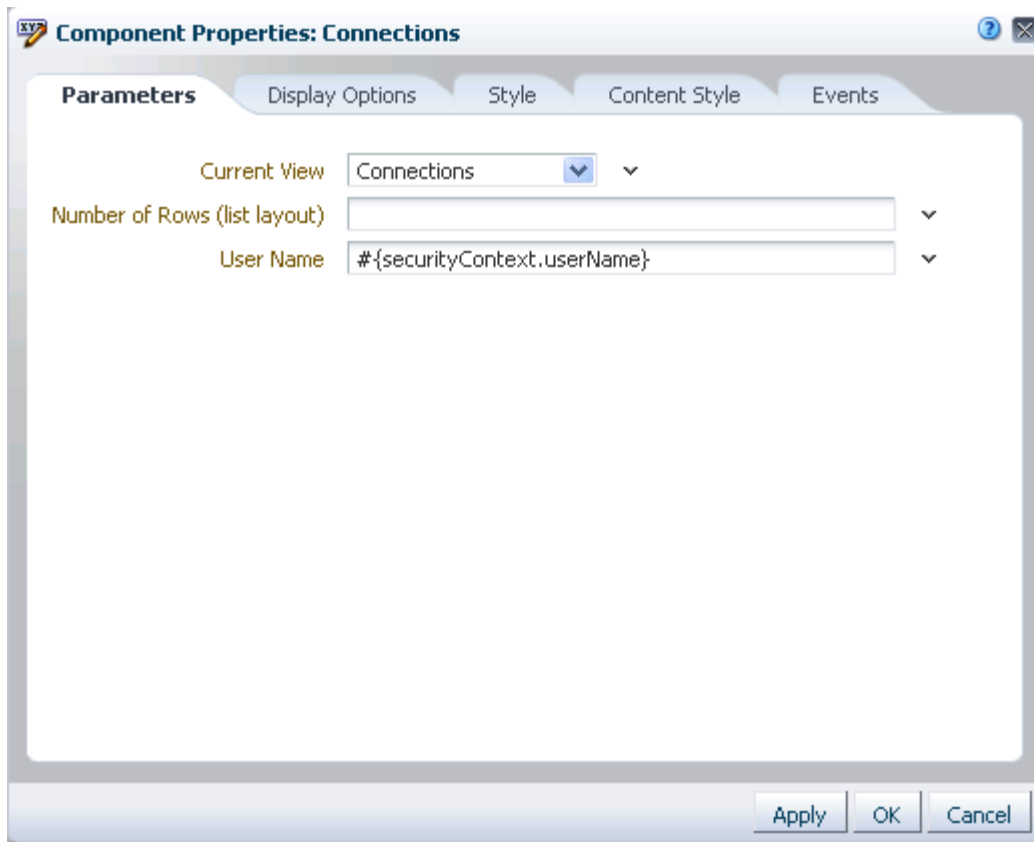 XYZ
Component Properties: Connections
?
Parameters Display Options Style Content Style Events
Current View Connections
Number of Rows (list layout)
User Name #{securityContext.userName}
Apply OK Cancel